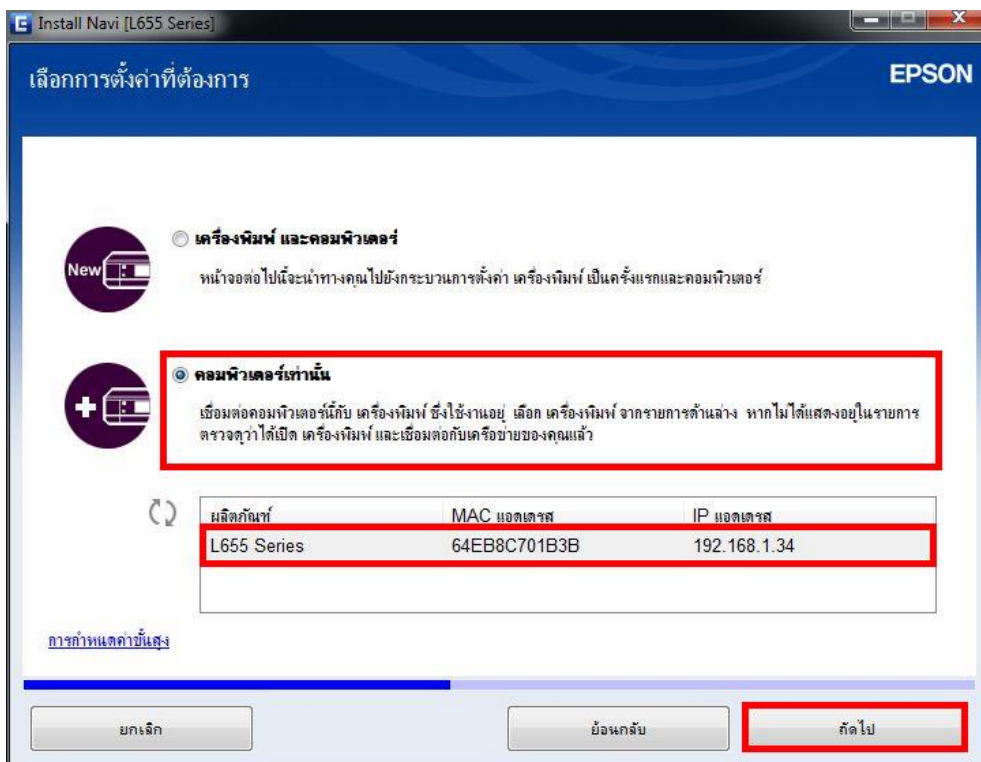 Install Navi [L655 Series]
เลือกการตั้งค่าที่ต้องการ
EPSON
New
เครื่องพิมพ์ และคอมพิวเตอร์
หน้าจอต่อไปนี้จะนำทางคุณไปยังกระบวนการตั้งค่า เครื่องพิมพ์ เป็นครั้งแรกและคอมพิวเตอร์
คอมพิวเตอร์เท่านั้น
เชื่อมต่อคอมพิวเตอร์นี้กับ เครื่องพิมพ์ ซึ่งใช้งานอยู่ เลือก เครื่องพิมพ์ จากรายการด้านล่าง หากไม่ได้แสดงอยู่ในรายการ
ตรวจดูว่าได้เปิด เครื่องพิมพ์ และเชื่อมต่อกับเครือข่ายของคุณแล้ว
ผลิตภัณฑ์ MAC แอดเดรส IP แอดเดรส
L655 Series 64EB8C701B3B 192.168.1.34
การกำหนดค่าขั้นสูง
ยกเลิก ย้อนกลับ ถัดไป